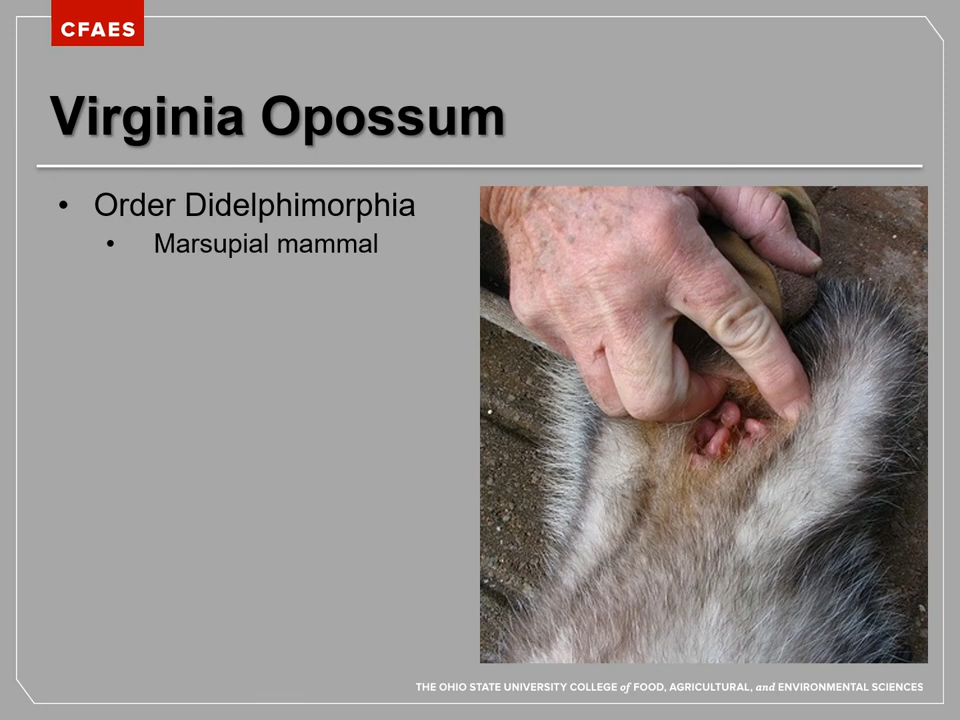 CFAES
Virginia Opossum
• Order Didelphimorphia
• Marsupial mammal
THE OHIO STATE UNIVERSITY COLLEGE of FOOD, AGRICULTURAL, and ENVIRONMENTAL SCIENCES